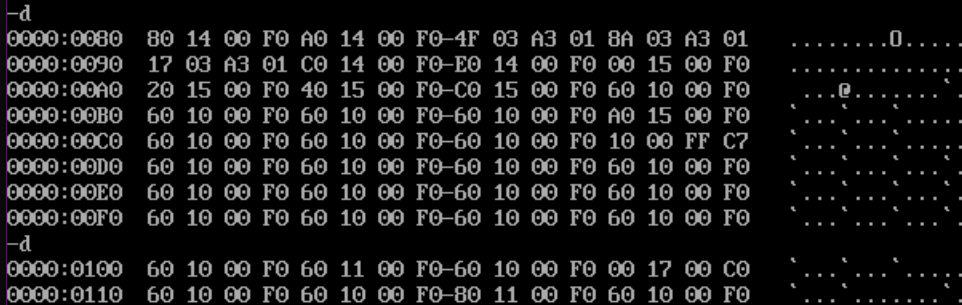 -d
0000:0080  80 14 00 F0 A0 14 00 F0-4F 03 A3 01 8A 03 A3 01   ........O.....
0000:0090  17 03 A3 01 C0 14 00 F0-E0 14 00 F0 00 15 00 F0   ..............
0000:00A0  20 15 00 F0 40 15 00 F0-C0 15 00 F0 60 10 00 F0    ...@.......`.
0000:00B0  60 10 00 F0 60 10 00 F0-60 10 00 F0 A0 15 00 F0   `...`...`.....
0000:00C0  60 10 00 F0 60 10 00 F0-60 10 00 F0 10 00 FF C7   `...`...`.....
0000:00D0  60 10 00 F0 60 10 00 F0-60 10 00 F0 60 10 00 F0   `...`...`...`.
0000:00E0  60 10 00 F0 60 10 00 F0-60 10 00 F0 60 10 00 F0   `...`...`...`.
0000:00F0  60 10 00 F0 60 10 00 F0-60 10 00 F0 60 10 00 F0   `...`...`...`.
-d
0000:0100  60 10 00 F0 60 11 00 F0-60 10 00 F0 00 17 00 C0   `...`...`.....
0000:0110  60 10 00 F0 60 10 00 F0-80 11 00 F0 60 10 00 F0   `...`.......`.